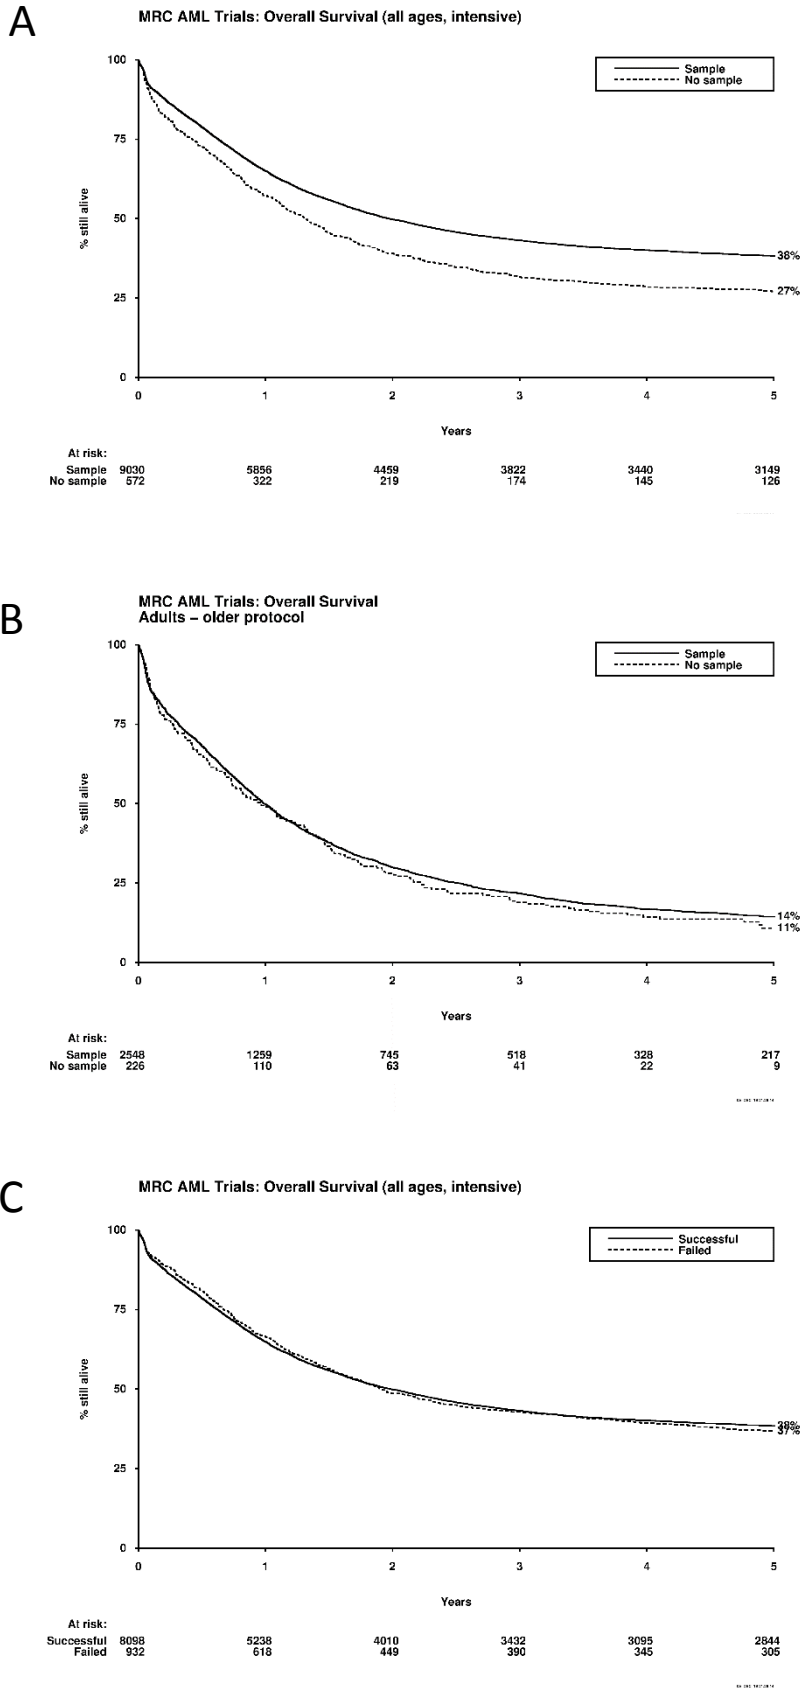 A
MRC AML Trials: Overall Survival (all ages, intensive)
Sample
No sample
100
75
50
25
0
% still alive
38%
27%
0 1 2 3 4 5
Years
At risk:
Sample 9030 5856 4459 3822 3440 3149
No sample 572 322 219 174 145 126
B
MRC AML Trials: Overall Survival
Adults – older protocol
Sample
No sample
100
75
50
25
0
% still alive
14%
11%
0 1 2 3 4 5
Years
At risk:
Sample 2548 1259 745 518 328 217
No sample 226 110 63 41 22 9
C
MRC AML Trials: Overall Survival (all ages, intensive)
Successful
Failed
100
75
50
25
0
% still alive
38%
37%
0 1 2 3 4 5
Years
At risk:
Successful 8098 5238 4010 3432 3095 2844
Failed 932 618 449 390 345 305